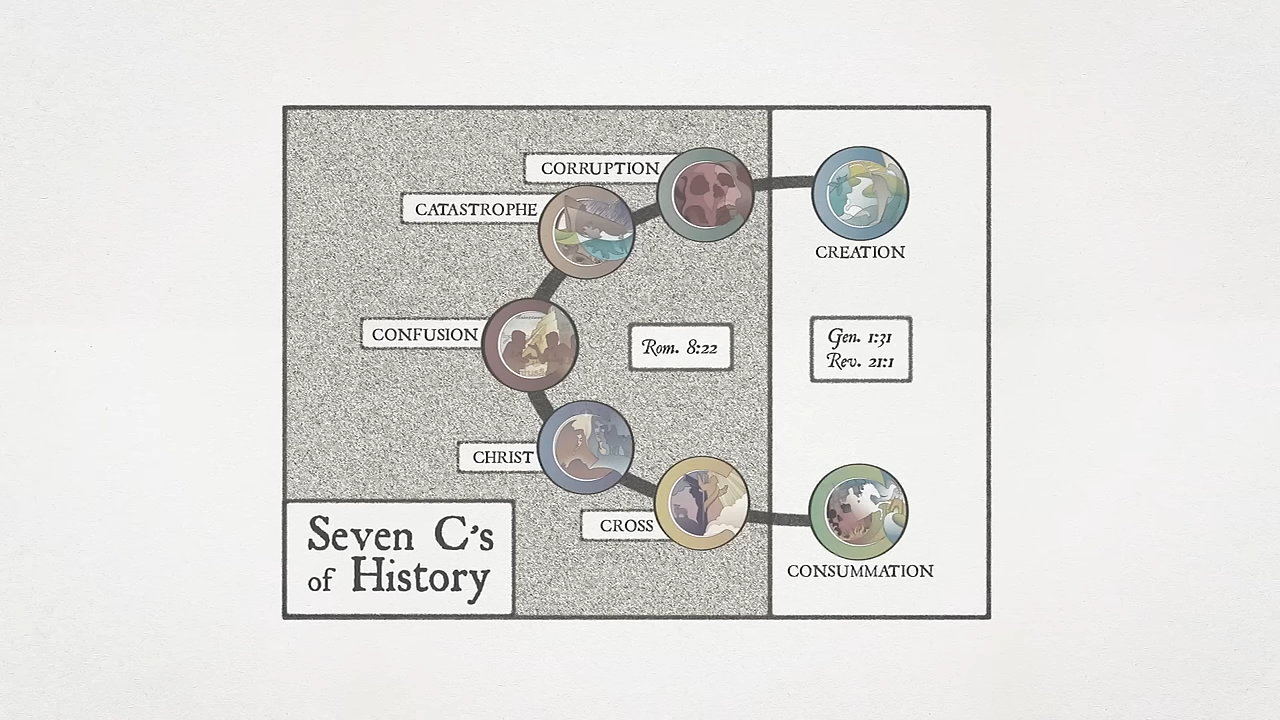 CORRUPTION
CATASTROPHE
CREATION
CONFUSION
Rom. 8:22
Gen. 1:31
Rev. 21:1
CHRIST
CROSS
Seven C's
of History
CONSUMMATION